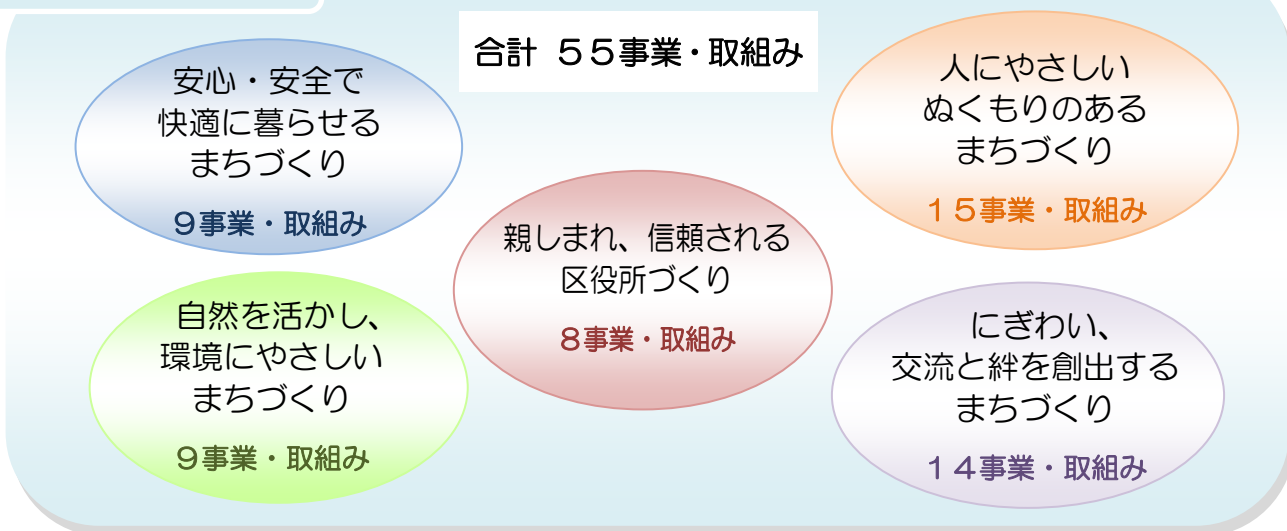 合計 55事業・取組み
安心・安全で
快適に暮らせる
まちづくり
9事業・取組み
人にやさしい
ぬくもりのある
まちづくり
15事業・取組み
親しまれ、信頼される
区役所づくり
8事業・取組み
自然を活かし、
環境にやさしい
まちづくり
9事業・取組み
にぎわい、
交流と絆を創出する
まちづくり
14事業・取組み